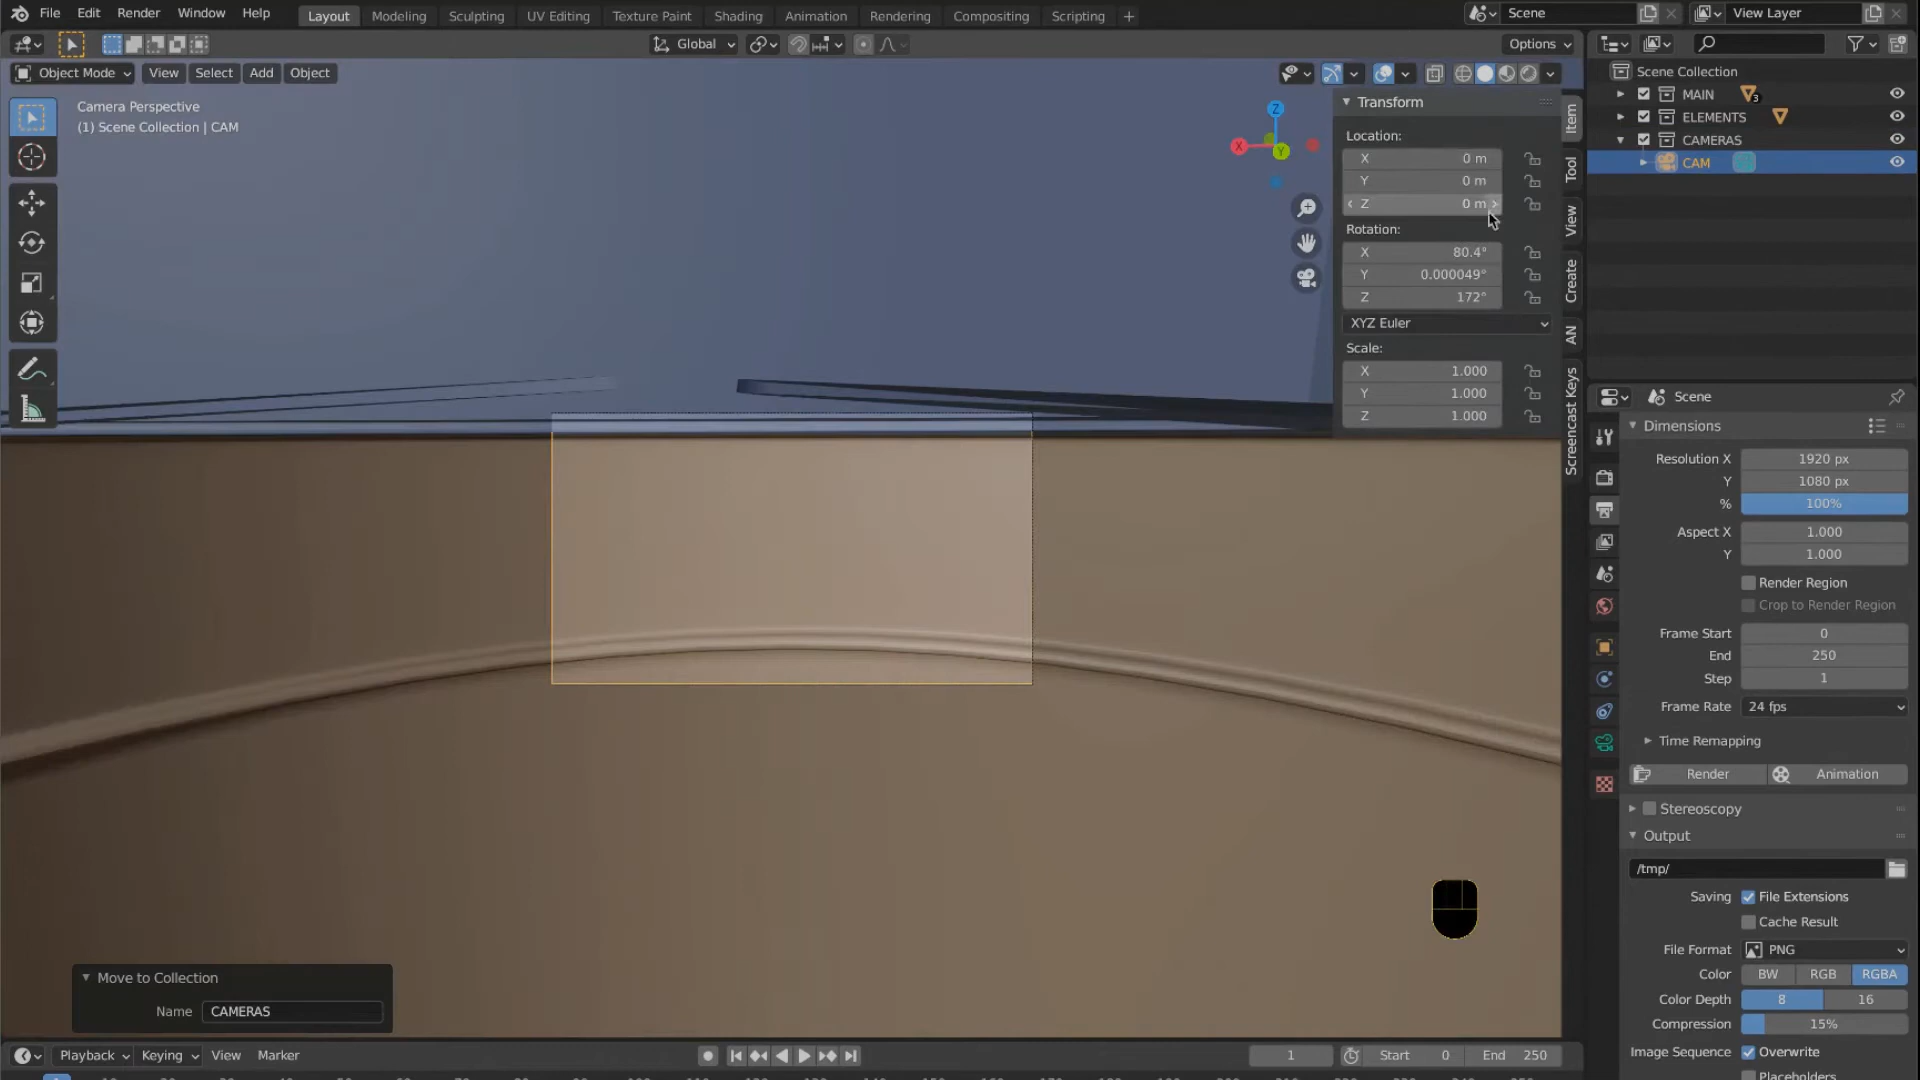 File Edit Render Window Help Layout Modeling Sculpting UV Editing Texture Paint Shading Animation Rendering Compositing Scripting + Scene View Layer
Global Options
Object Mode View Select Add Object
Camera Perspective
(1) Scene Collection | CAM
Z
X
Y
Transform
Location:
X 0 m
Y 0 m
Z 0 m
Rotation:
X 80.4°
Y 0.000049°
Z 172°
XYZ Euler
Scale:
X 1.000
Y 1.000
Z 1.000
Item
Tool
View
Create
AN
Screencast Keys
Scene Collection
MAIN 3
ELEMENTS
CAMERAS
CAM
Scene
Dimensions
Resolution X 1920 px
Y 1080 px
% 100%
Aspect X 1.000
Y 1.000
Render Region
Crop to Render Region
Frame Start 0
End 250
Step 1
Frame Rate 24 fps
Time Remapping
Render Animation
Stereoscopy
Output
/tmp/
Saving File Extensions
Cache Result
File Format PNG
Color BW RGB RGBA
Color Depth 8 16
Compression 15%
Image Sequence Overwrite
Placeholders
Move to Collection
Name CAMERAS
Playback Keying View Marker 1 Start 0 End 250